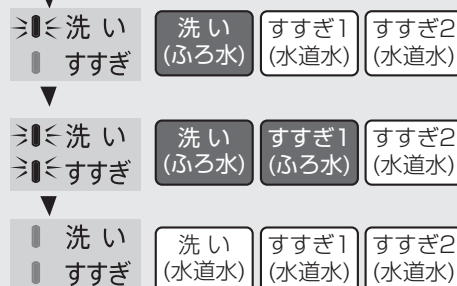 洗い 洗い すすぎ1 すすぎ2
すすぎ (ふろ水) (水道水) (水道水)
洗い 洗い すすぎ1 すすぎ2
すすぎ (ふろ水) (ふろ水) (水道水)
洗い 洗い すすぎ1 すすぎ2
すすぎ (水道水) (水道水) (水道水)